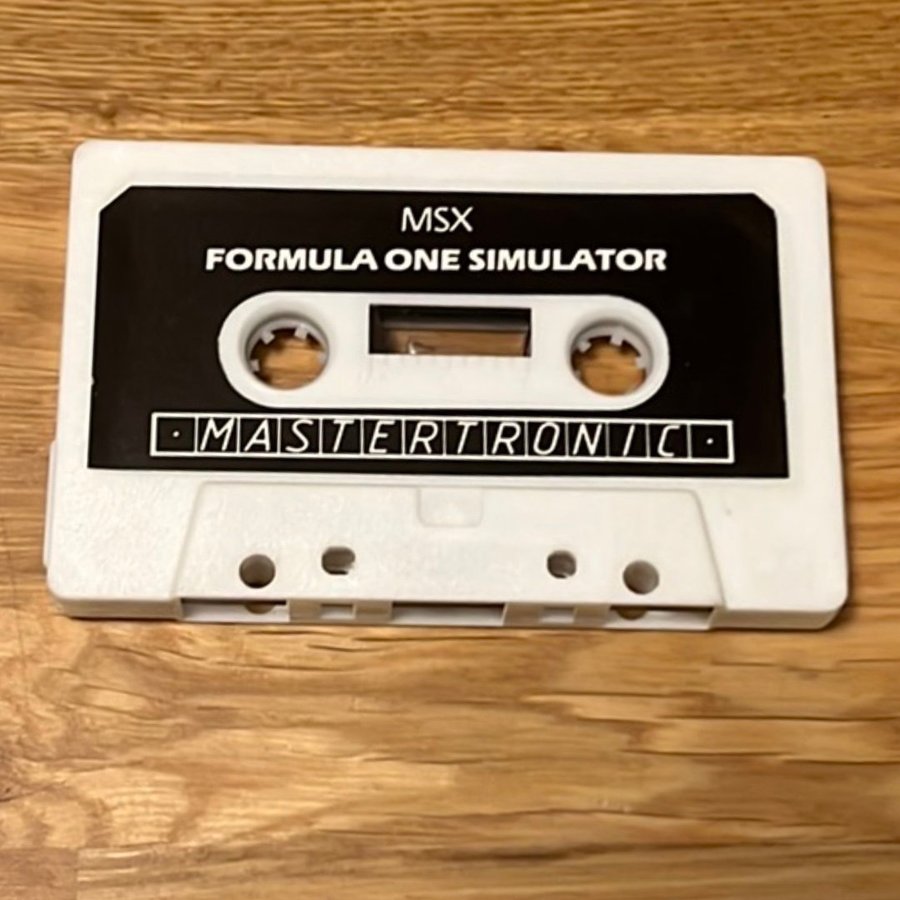 MSX
FORMULA ONE SIMULATOR
·MASTERTRONIC·